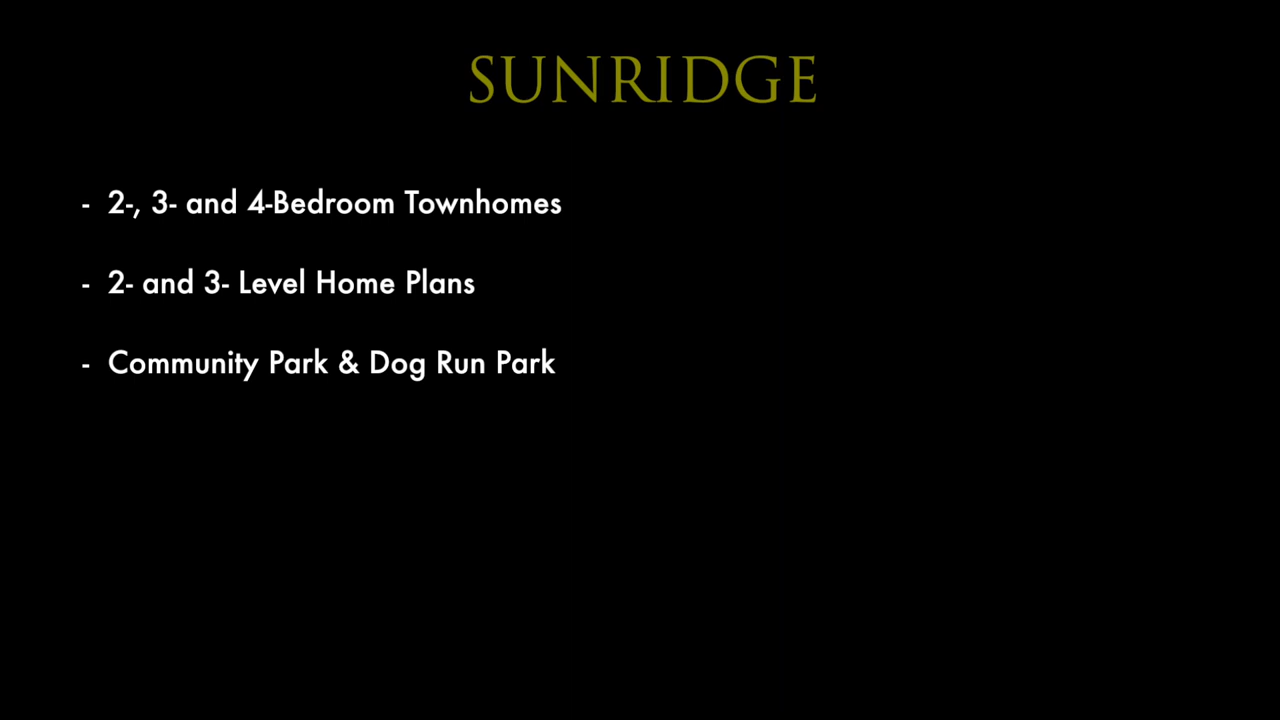 SUNRIDGE
- 2-, 3- and 4-Bedroom Townhomes
- 2- and 3- Level Home Plans
- Community Park & Dog Run Park